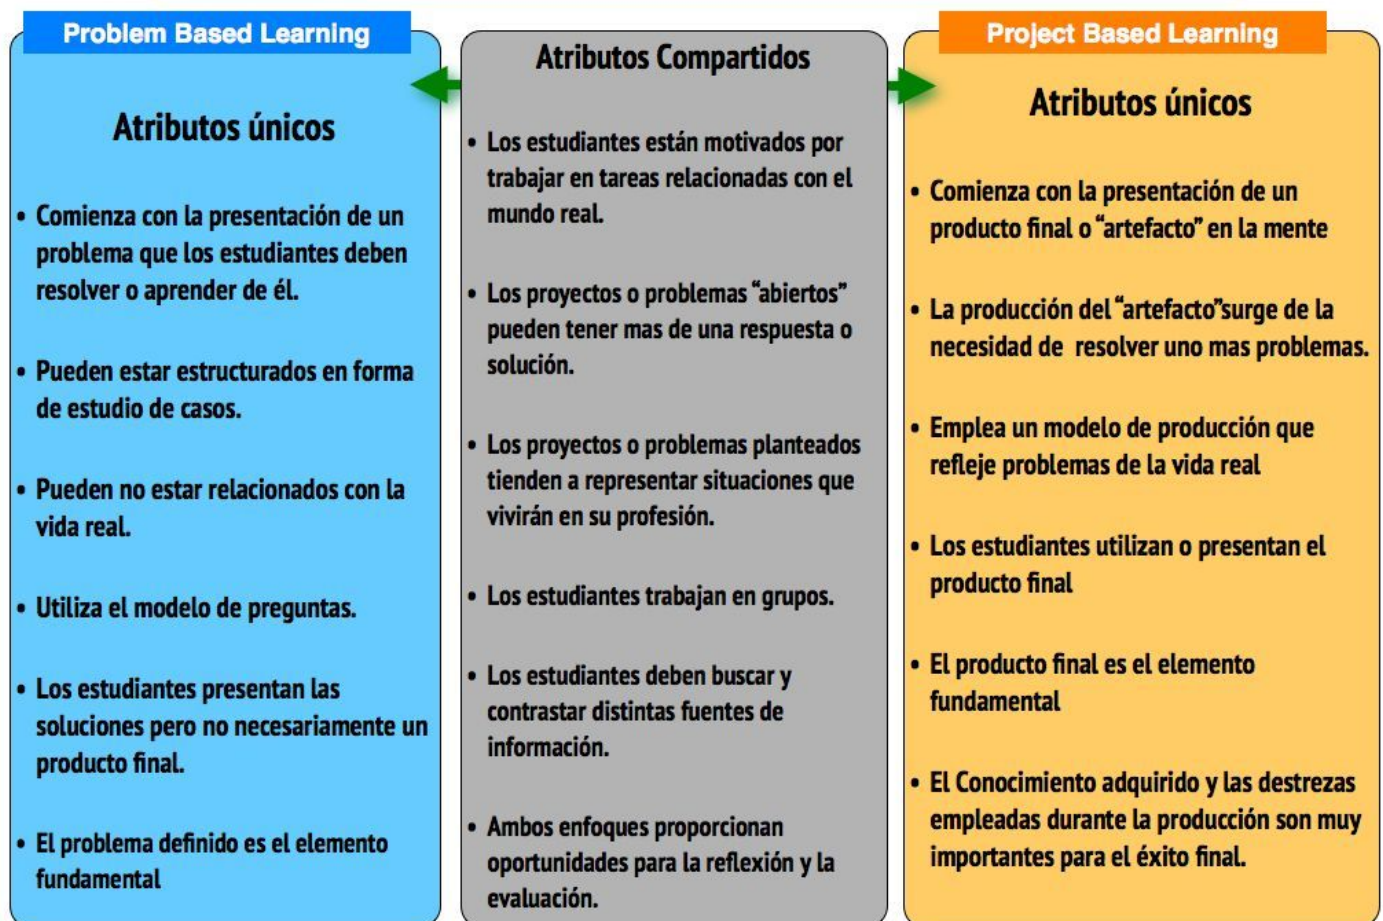 Problem Based Learning
Atributos únicos
• Comienza con la presentación de un
problema que los estudiantes deben
resolver o aprender de él.
• Pueden estar estructurados en forma
de estudio de casos.
• Pueden no estar relacionados con la
vida real.
• Utiliza el modelo de preguntas.
• Los estudiantes presentan las
soluciones pero no necesariamente un
producto final.
• El problema definido es el elemento
fundamental
Atributos Compartidos
• Los estudiantes están motivados por
trabajar en tareas relacionadas con el
mundo real.
• Los proyectos o problemas “abiertos”
pueden tener mas de una respuesta o
solución.
• Los proyectos o problemas planteados
tienden a representar situaciones que
vivirán en su profesión.
• Los estudiantes trabajan en grupos.
• Los estudiantes deben buscar y
contrastar distintas fuentes de
información.
• Ambos enfoques proporcionan
oportunidades para la reflexión y la
evaluación.
Project Based Learning
Atributos únicos
• Comienza con la presentación de un
producto final o “artefacto” en la mente
• La producción del “artefacto”surge de la
necesidad de resolver uno mas problemas.
• Emplea un modelo de producción que
refleje problemas de la vida real
• Los estudiantes utilizan o presentan el
producto final
• El producto final es el elemento
fundamental
• El Conocimiento adquirido y las destrezas
empleadas durante la producción son muy
importantes para el éxito final.